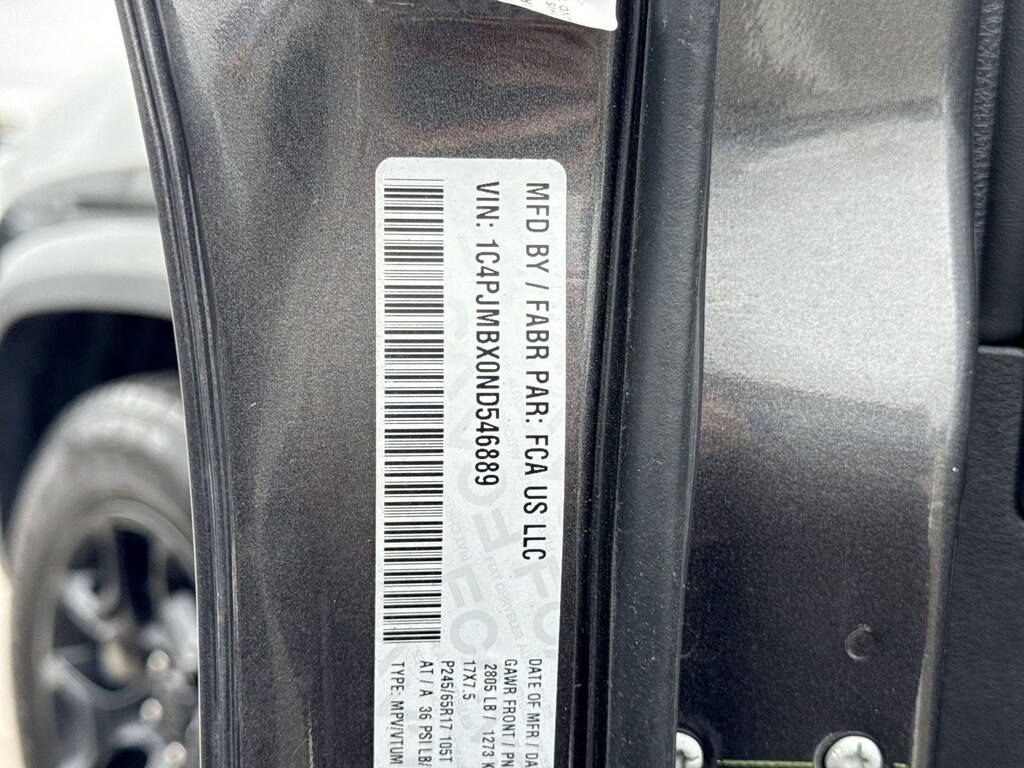 MFD BY / FABR PAR: FCA US LLC
VIN: 1C4PJMBX0ND546889
DATE OF MFR / DA
GAWR FRONT / PN
2805 LB / 1273 K
17X7.5
P245/65R17 105T
AT / A 36 PSI LB/
TYPE: MPV/VTUM